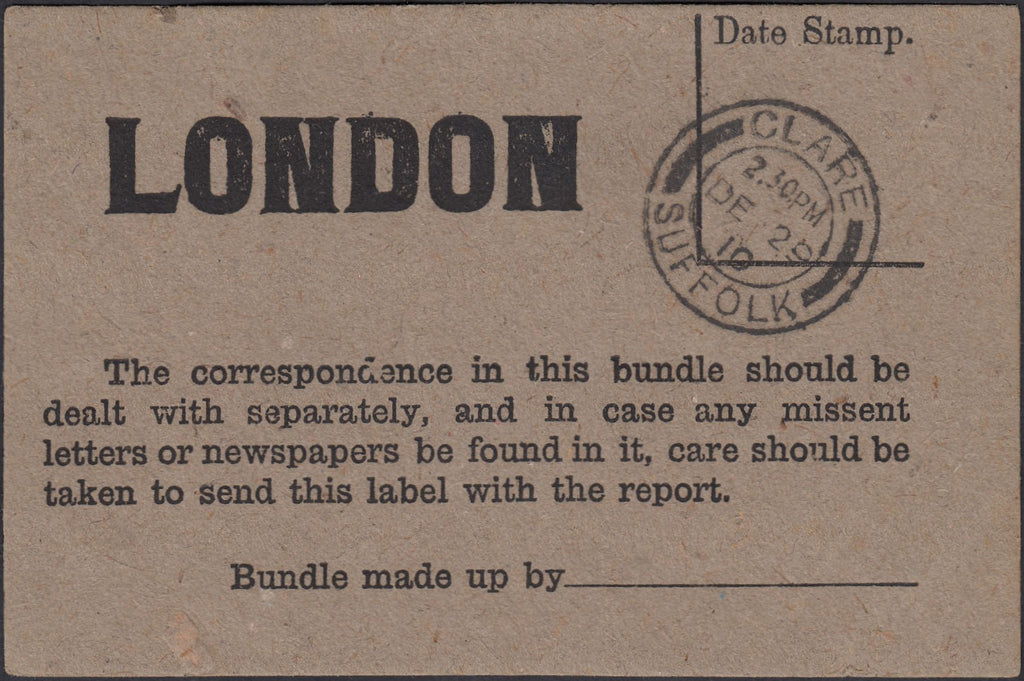 Date Stamp.
LONDON
CLARE
2.30PM
DE 29
10
SUFFOLK
The correspondence in this bundle should be
dealt with separately, and in case any missent
letters or newspapers be found in it, care should be
taken to send this label with the report.
Bundle made up by